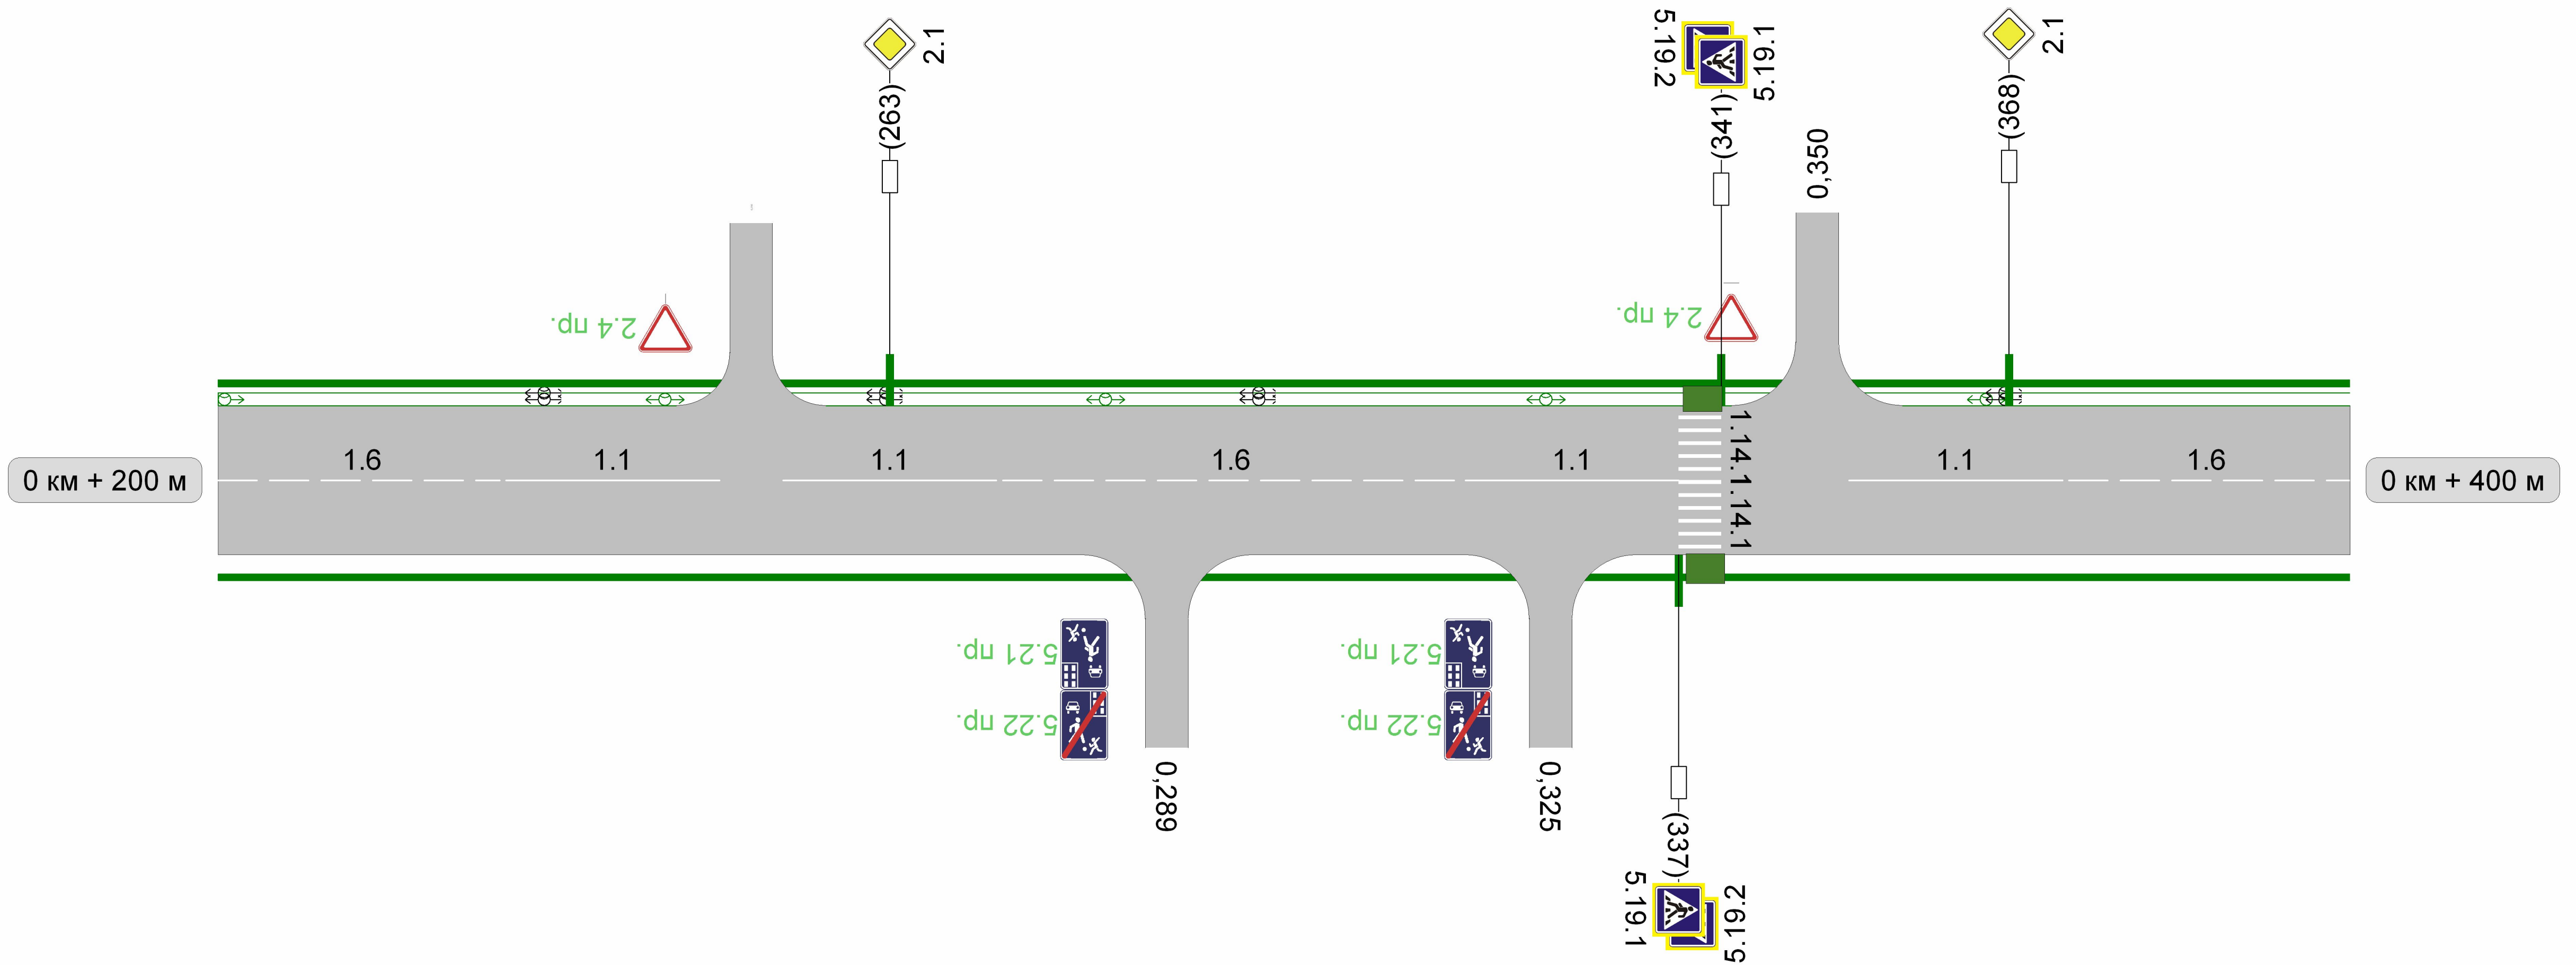 2.1
(263)
5.19.2
5.19.1
(341)
0,350
2.1
(368)
2.4 пр.
2.4 пр.
1.6
1.1
1.1
1.6
1.1
1.14.1.14.1
1.1
1.6
0 км + 200 м
0 км + 400 м
5.21 пр.
5.22 пр.
5.21 пр.
5.22 пр.
0,289
0,325
(337)
5.19.1
5.19.2